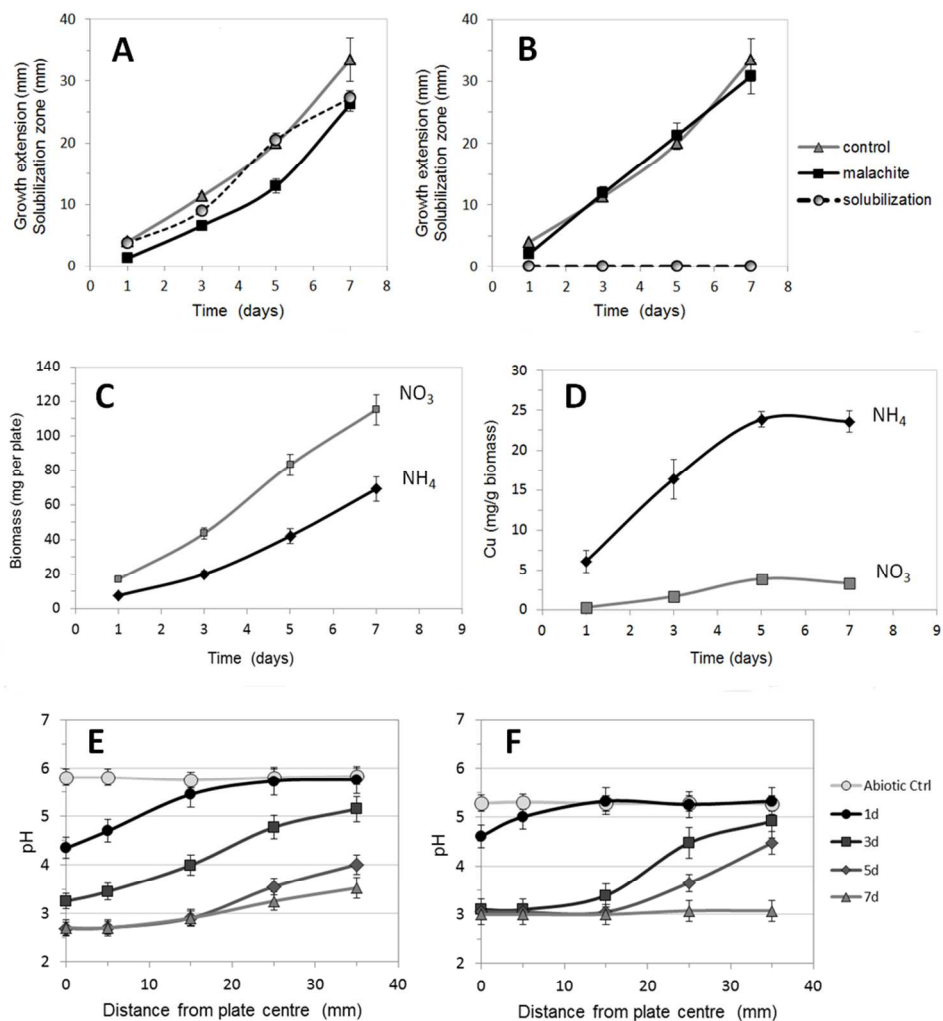 A
Growth extension (mm)
Solubilization zone (mm)
40
30
20
10
0
0 1 2 3 4 5 6 7 8
Time (days)
B
Growth extension (mm)
Solubilization zone (mm)
40
30
20
10
0
0 1 2 3 4 5 6 7 8
Time (days)
control
malachite
solubilization
C
Biomass (mg per plate)
140
120
100
80
60
40
20
0
NO3
NH4
0 1 2 3 4 5 6 7 8 9
Time (days)
D
Cu (mg/g biomass)
30
25
20
15
10
5
0
NH4
NO3
0 1 2 3 4 5 6 7 8 9
Time (days)
E
pH
7
6
5
4
3
2
0 10 20 30 40
Distance from plate centre (mm)
F
pH
7
6
5
4
3
2
0 10 20 30 40
Distance from plate centre (mm)
Abiotic Ctrl
1d
3d
5d
7d